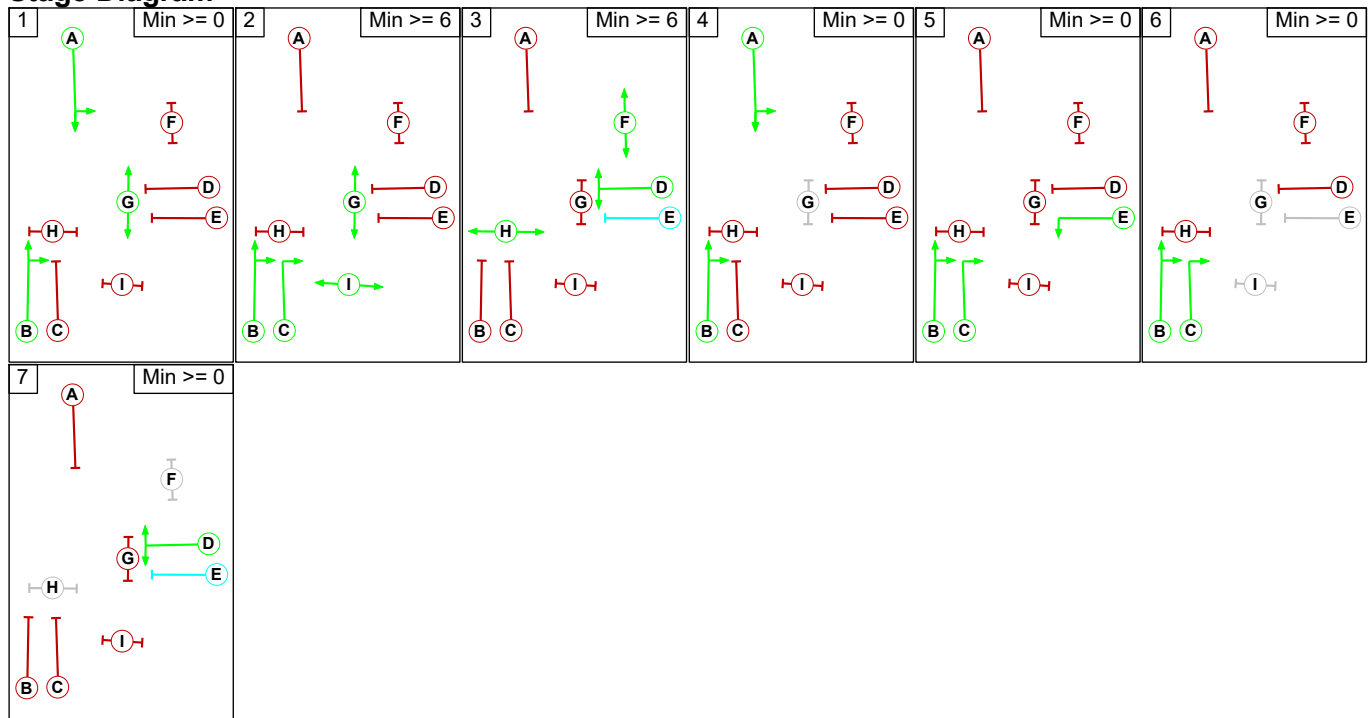 Stage Diagram
1 Min >= 0 2 Min >= 6 3 Min >= 6 4 Min >= 0 5 Min >= 0 6 Min >= 0
A A A A A A
F F F F F F
D D D D D D
G G G G G G
E E E E E E
H H H H H H
I I I I I I
B C B C B C B C B C B C
7 Min >= 0
A
F
D
G
E
H
I
B C